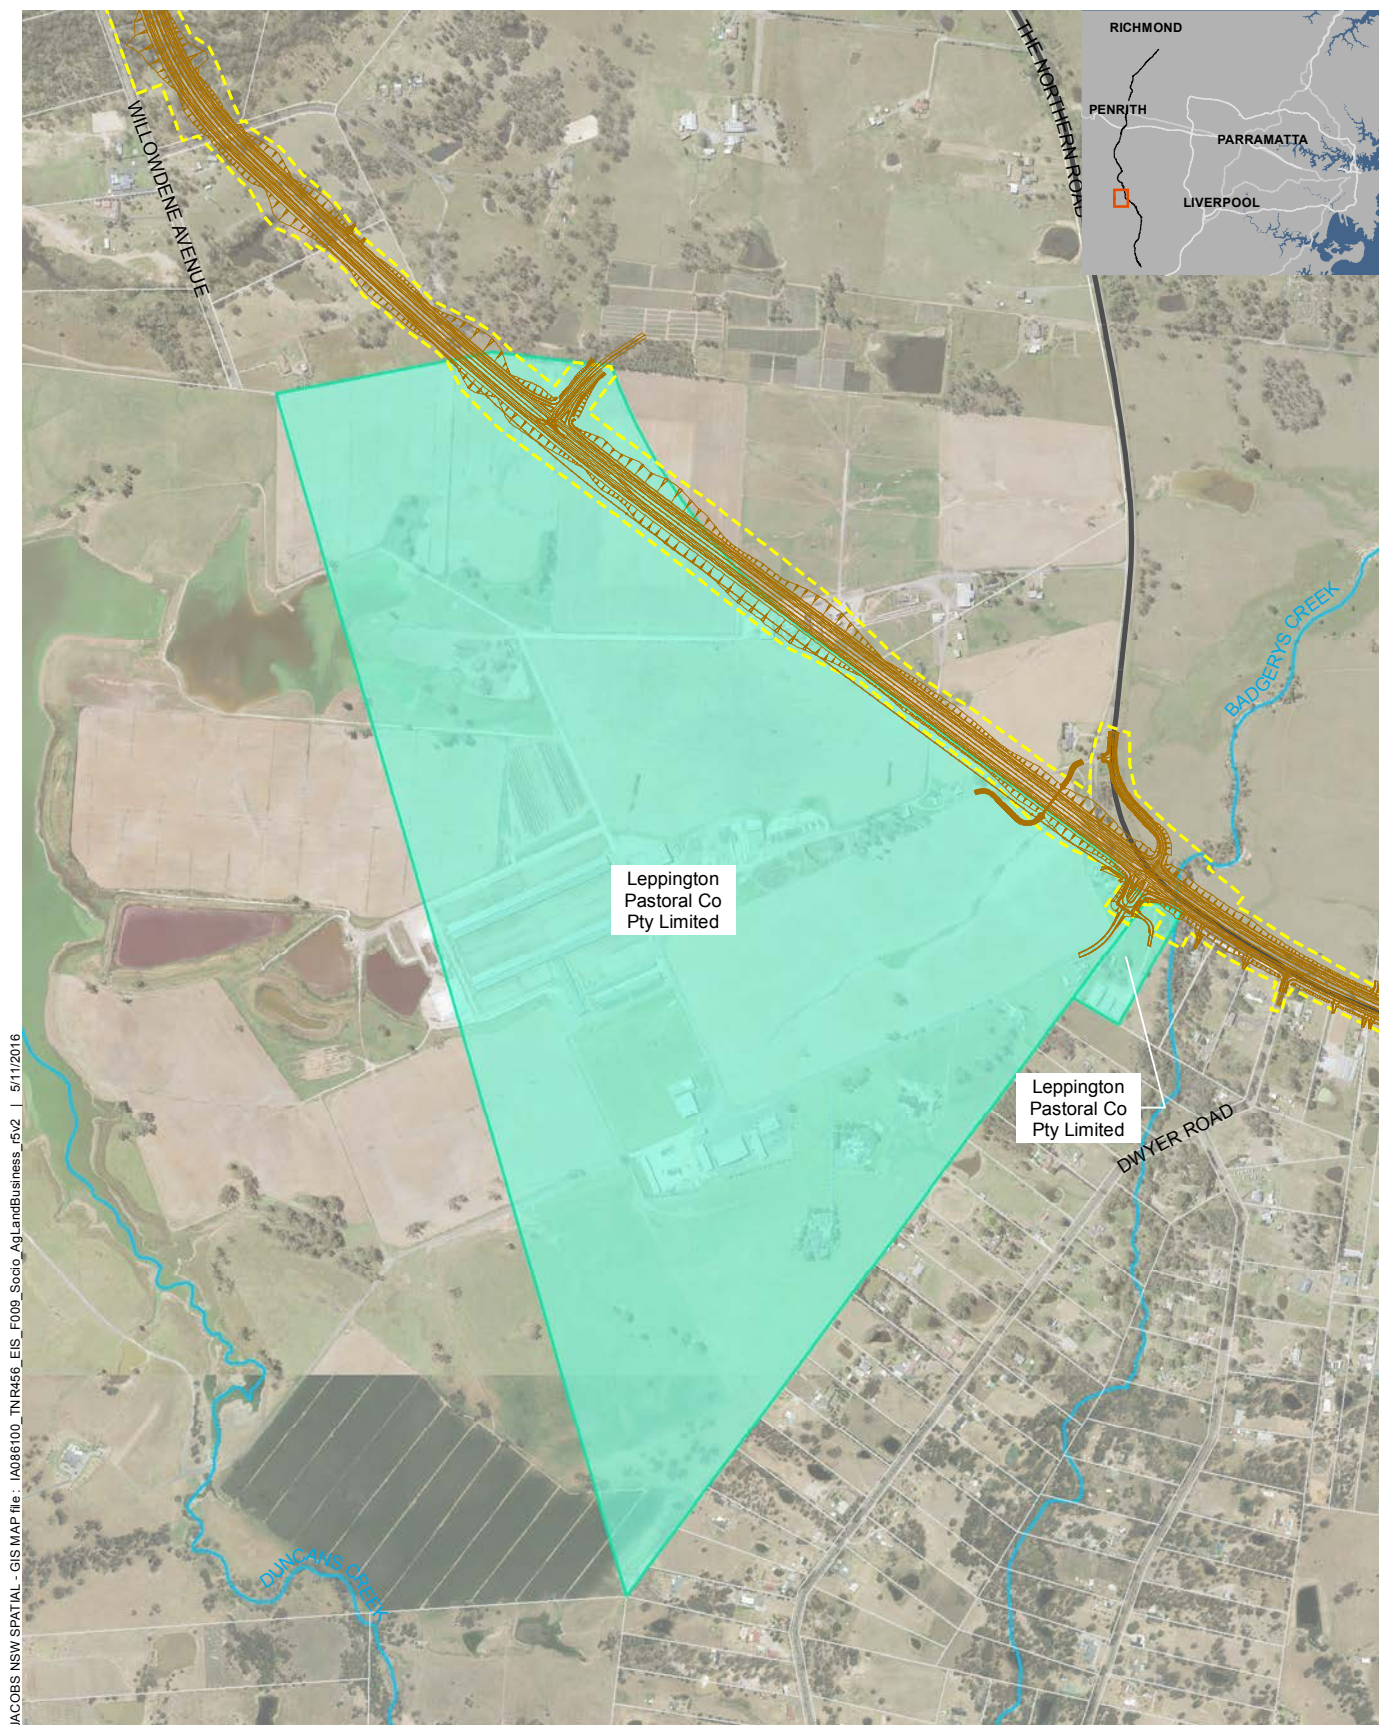 THE NORTHERN ROAD
RICHMOND
PENRITH
PARRAMATTA
LIVERPOOL
WILLOWDENE AVENUE
BADGERYS CREEK
Leppington
Pastoral Co
Pty Limited
Leppington
Pastoral Co
Pty Limited
DWYER ROAD
DUNCANS CREEK
JACOBS NSW SPATIAL - GIS MAP file : IA086100_TNR456_EIS_F009_Socio_AgLandBusiness_r5v2 | 5/11/2016